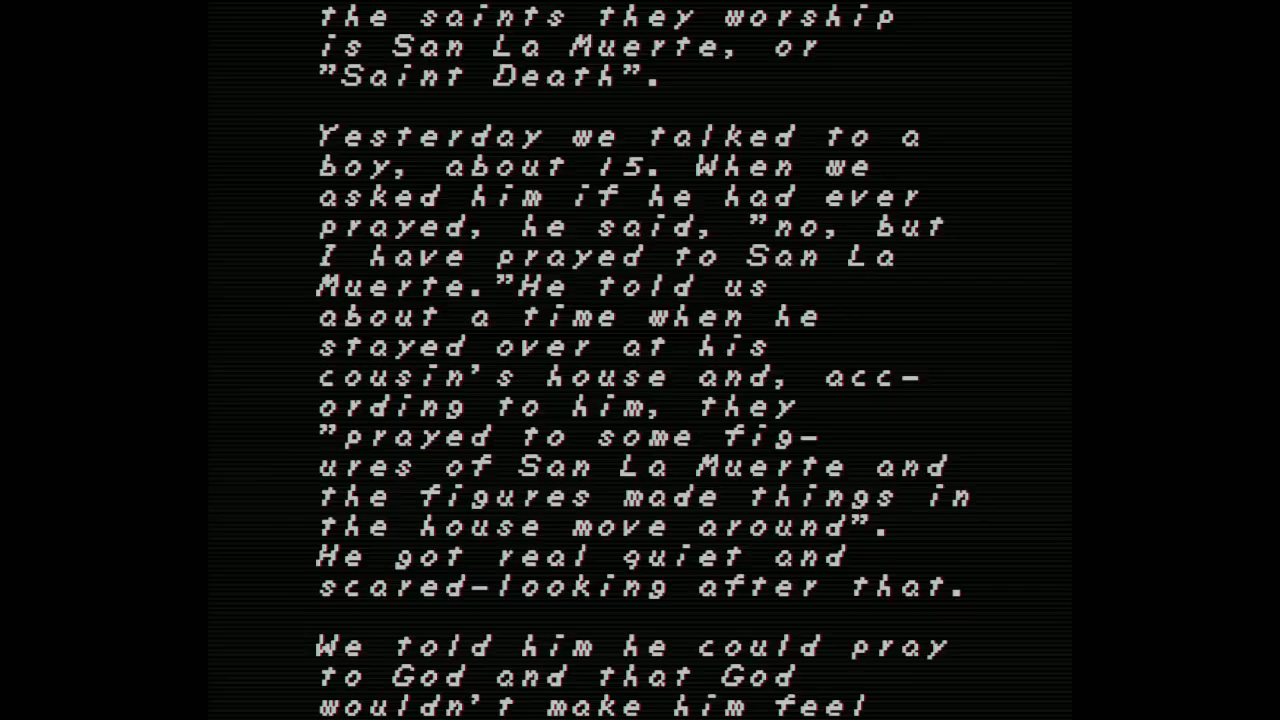 the saints they worship
is San La Muerte, or
"Saint Death".
Yesterday we talked to a
boy, about 15. When we
asked him if he had ever
prayed, he said, "no, but
I have prayed to San La
Muerte."He told us
about a time when he
stayed over at his
cousin's house and, acc-
ording to him, they
"prayed to some fig-
ures of San La Muerte and
the figures made things in
the house move around".
He got real quiet and
scared-looking after that.
We told him he could pray
to God and that God
wouldn't make him feel